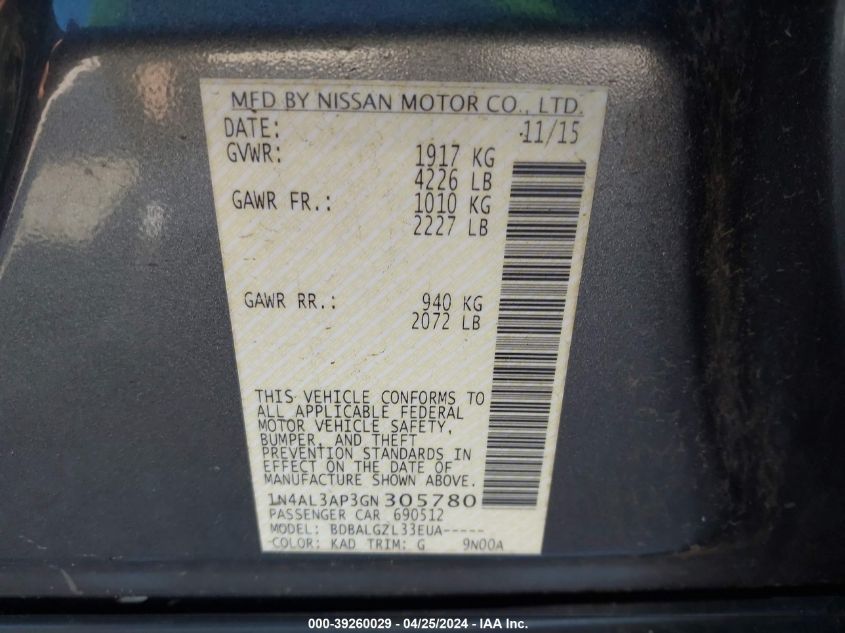 MFD BY NISSAN MOTOR CO., LTD.
DATE: 11/15
GVWR: 1917 KG
4226 LB
GAWR FR.: 1010 KG
2227 LB
GAWR RR.: 940 KG
2072 LB
THIS VEHICLE CONFORMS TO
ALL APPLICABLE FEDERAL
MOTOR VEHICLE SAFETY,
BUMPER, AND THEFT
PREVENTION STANDARDS IN
EFFECT ON THE DATE OF
MANUFACTURE SHOWN ABOVE.
1N4AL3AP3GN305780
PASSENGER CAR 690512
MODEL: BDBALGZL33EUA-----
COLOR: KAD TRIM: G 9N00A
000-39260029 - 04/25/2024 - IAA Inc.